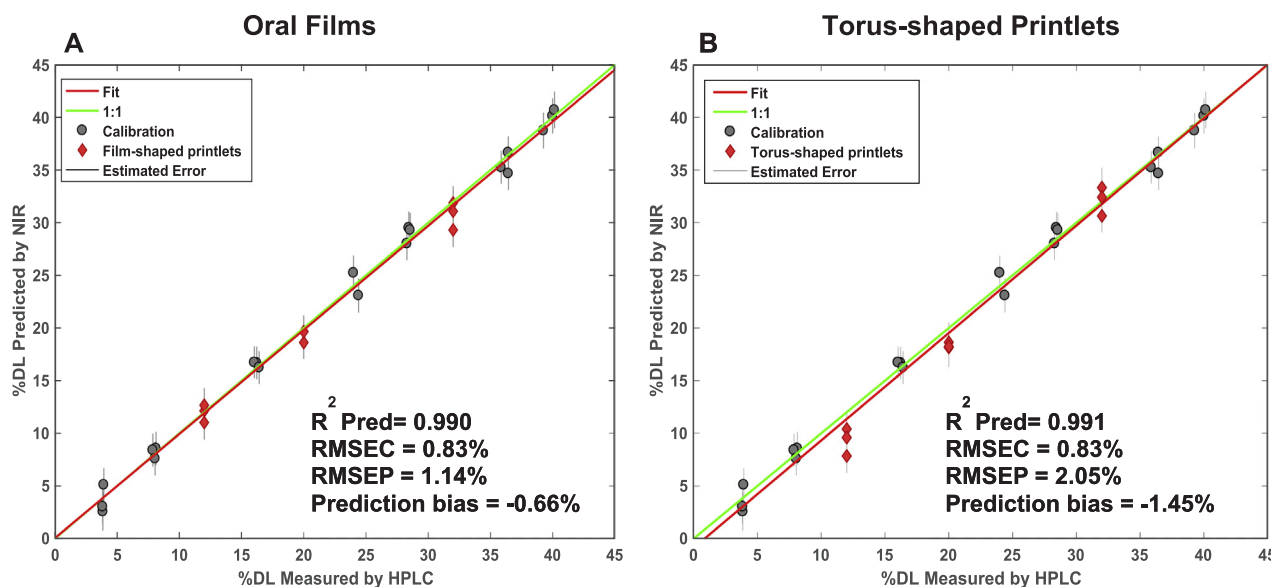 Oral Films
A
45
40
35
30
25
20
15
10
5
0
%DL Predicted by NIR
Fit
1:1
Calibration
Film-shaped printlets
Estimated Error
R2 Pred= 0.990
RMSEC = 0.83%
RMSEP = 1.14%
Prediction bias = -0.66%
0 5 10 15 20 25 30 35 40 45
%DL Measured by HPLC
Torus-shaped Printlets
B
45
40
35
30
25
20
15
10
5
0
%DL Predicted by NIR
Fit
1:1
Calibration
Torus-shaped printlets
Estimated Error
R2 Pred= 0.991
RMSEC = 0.83%
RMSEP = 2.05%
Prediction bias = -1.45%
0 5 10 15 20 25 30 35 40 45
%DL Measured by HPLC